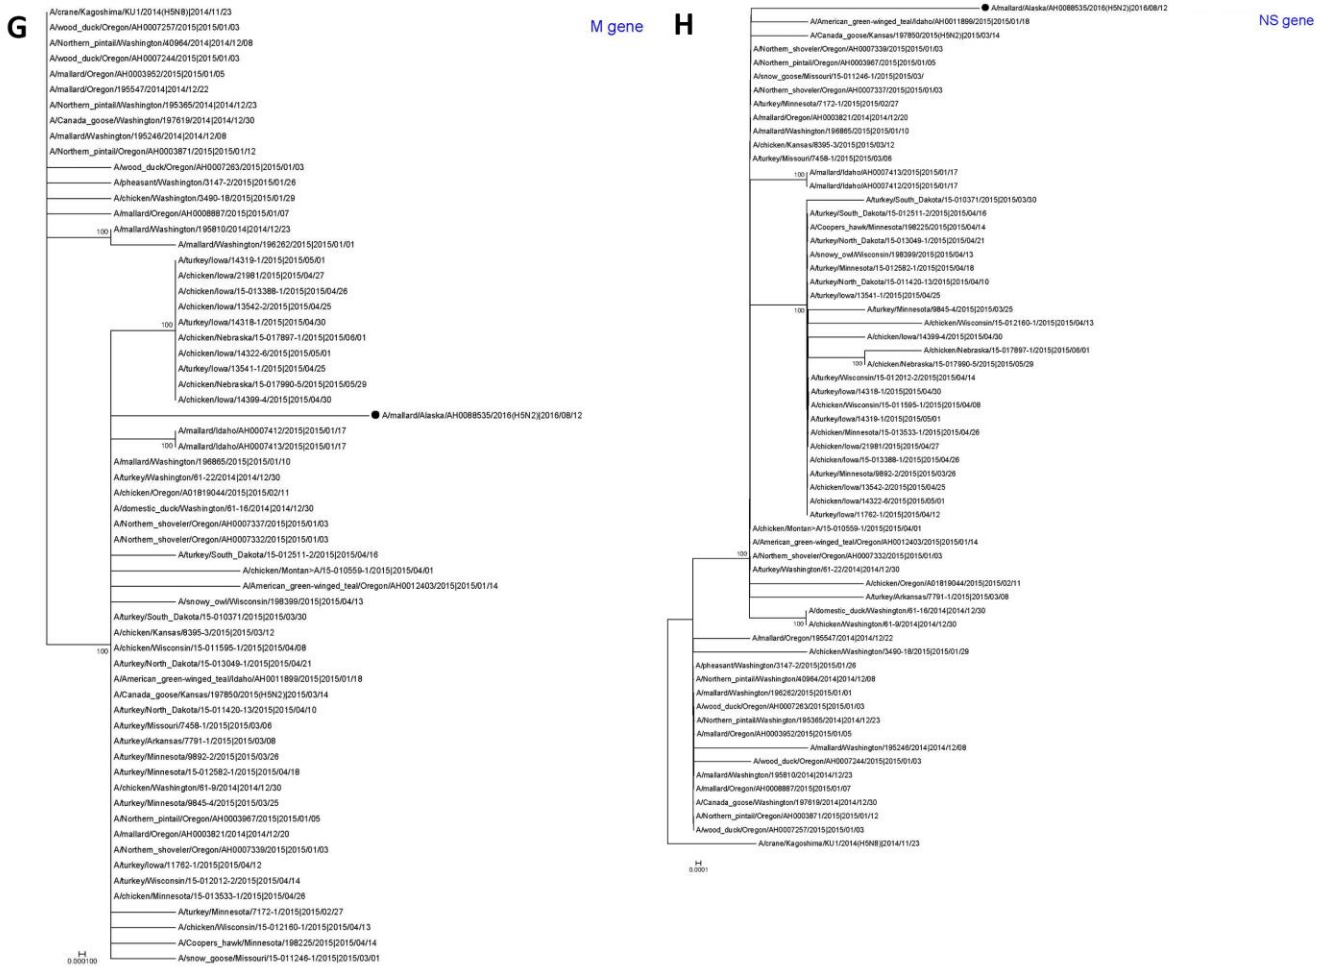 G
M gene
A/crane/Kagoshima/KU1/2014(H5N8)|2014/11/23
A/wood_duck/Oregon/AH0007257/2015|2015/01/03
A/Northern_pintail/Washington/40964/2014|2014/12/08
A/wood_duck/Oregon/AH0007244/2015|2015/01/03
A/mallard/Oregon/AH0003952/2015|2015/01/05
A/mallard/Oregon/195547/2014|2014/12/22
A/Northern_pintail/Washington/195365/2014|2014/12/23
A/Canada_goose/Washington/197619/2014|2014/12/30
A/mallard/Washington/195246/2014|2014/12/08
A/Northern_pintail/Oregon/AH0003871/2015|2015/01/12
A/wood_duck/Oregon/AH0007263/2015|2015/01/03
A/pheasant/Washington/3147-2/2015|2015/01/26
A/chicken/Washington/3490-18/2015|2015/01/29
A/mallard/Oregon/AH0008887/2015|2015/01/07
A/mallard/Washington/195810/2014|2014/12/23
100
A/mallard/Washington/196262/2015|2015/01/01
A/turkey/Iowa/14319-1/2015|2015/05/01
A/chicken/Iowa/21981/2015|2015/04/27
A/chicken/Iowa/15-013388-1/2015|2015/04/26
A/chicken/Iowa/13542-2/2015|2015/04/25
A/turkey/Iowa/14318-1/2015|2015/04/30
100
A/chicken/Nebraska/15-017897-1/2015|2015/06/01
A/chicken/Iowa/14322-6/2015|2015/05/01
A/turkey/Iowa/13541-1/2015|2015/04/25
A/chicken/Nebraska/15-017990-5/2015|2015/05/29
A/chicken/Iowa/14399-4/2015|2015/04/30
A/mallard/Alaska/AH0088535/2016(H5N2)|2016/08/12
A/mallard/Idaho/AH0007412/2015|2015/01/17
100
A/mallard/Idaho/AH0007413/2015|2015/01/17
A/mallard/Washington/196865/2015|2015/01/10
A/turkey/Washington/61-22/2014|2014/12/30
A/chicken/Oregon/A01819044/2015|2015/02/11
A/domestic_duck/Washington/61-16/2014|2014/12/30
A/Northern_shoveler/Oregon/AH0007337/2015|2015/01/03
A/Northern_shoveler/Oregon/AH0007332/2015|2015/01/03
A/turkey/South_Dakota/15-012511-2/2015|2015/04/16
A/chicken/Montan>A/15-010559-1/2015|2015/04/01
A/American_green-winged_teal/Oregon/AH0012403/2015|2015/01/14
A/snowy_owl/Wisconsin/198399/2015|2015/04/13
A/turkey/South_Dakota/15-010371/2015|2015/03/30
A/chicken/Kansas/8395-3/2015|2015/03/12
A/chicken/Wisconsin/15-011595-1/2015|2015/04/08
100
A/turkey/North_Dakota/15-013049-1/2015|2015/04/21
A/American_green-winged_teal/Idaho/AH0011899/2015|2015/01/18
A/Canada_goose/Kansas/197850/2015(H5N2)|2015/03/14
A/turkey/North_Dakota/15-011420-13/2015|2015/04/10
A/turkey/Missouri/7458-1/2015|2015/03/06
A/turkey/Arkansas/7791-1/2015|2015/03/08
A/turkey/Minnesota/9892-2/2015|2015/03/26
A/turkey/Minnesota/15-012582-1/2015|2015/04/18
A/chicken/Washington/61-9/2014|2014/12/30
A/turkey/Minnesota/9845-4/2015|2015/03/25
A/Northern_pintail/Oregon/AH0003967/2015|2015/01/05
A/mallard/Oregon/AH0003821/2014|2014/12/20
A/Northern_shoveler/Oregon/AH0007339/2015|2015/01/03
A/turkey/Iowa/11762-1/2015|2015/04/12
A/turkey/Wisconsin/15-012012-2/2015|2015/04/14
A/chicken/Minnesota/15-013533-1/2015|2015/04/26
A/turkey/Minnesota/7172-1/2015|2015/02/27
A/chicken/Wisconsin/15-012160-1/2015|2015/04/13
A/Coopers_hawk/Minnesota/198225/2015|2015/04/14
A/snow_goose/Missouri/15-011246-1/2015|2015/03/01
0.000100
H
NS gene
A/mallard/Alaska/AH0088535/2016(H5N2)|2016/08/12
A/American_green-winged_teal/Idaho/AH0011899/2015|2015/01/18
A/Canada_goose/Kansas/197850/2015(H5N2)|2015/03/14
A/Northern_shoveler/Oregon/AH0007339/2015|2015/01/03
A/Northern_pintail/Oregon/AH0003967/2015|2015/01/05
A/snow_goose/Missouri/15-011246-1/2015|2015/03/
A/Northern_shoveler/Oregon/AH0007337/2015|2015/01/03
A/turkey/Minnesota/7172-1/2015|2015/02/27
A/mallard/Oregon/AH0003821/2014|2014/12/20
A/mallard/Washington/196865/2015|2015/01/10
A/chicken/Kansas/8395-3/2015|2015/03/12
A/turkey/Missouri/7458-1/2015|2015/03/06
A/mallard/Idaho/AH0007413/2015|2015/01/17
100
A/mallard/Idaho/AH0007412/2015|2015/01/17
A/turkey/South_Dakota/15-010371/2015|2015/03/30
A/turkey/South_Dakota/15-012511-2/2015|2015/04/16
A/Coopers_hawk/Minnesota/198225/2015|2015/04/14
A/turkey/North_Dakota/15-013049-1/2015|2015/04/21
A/snowy_owl/Wisconsin/198399/2015|2015/04/13
A/turkey/Minnesota/15-012582-1/2015|2015/04/18
A/turkey/North_Dakota/15-011420-13/2015|2015/04/10
A/turkey/Iowa/13541-1/2015|2015/04/25
100
A/turkey/Minnesota/9845-4/2015|2015/03/25
A/chicken/Wisconsin/15-012160-1/2015|2015/04/13
A/chicken/Iowa/14399-4/2015|2015/04/30
A/chicken/Nebraska/15-017897-1/2015|2015/06/01
100
A/chicken/Nebraska/15-017990-5/2015|2015/05/29
A/turkey/Wisconsin/15-012012-2/2015|2015/04/14
A/turkey/Iowa/14318-1/2015|2015/04/30
A/chicken/Wisconsin/15-011595-1/2015|2015/04/08
A/turkey/Iowa/14319-1/2015|2015/05/01
A/chicken/Minnesota/15-013533-1/2015|2015/04/26
A/chicken/Iowa/21981/2015|2015/04/27
A/chicken/Iowa/15-013388-1/2015|2015/04/26
A/turkey/Minnesota/9892-2/2015|2015/03/26
A/chicken/Iowa/13542-2/2015|2015/04/25
A/chicken/Iowa/14322-6/2015|2015/05/01
A/turkey/Iowa/11762-1/2015|2015/04/12
A/chicken/Montan>A/15-010559-1/2015|2015/04/01
A/American_green-winged_teal/Oregon/AH0012403/2015|2015/01/14
100
A/Northern_shoveler/Oregon/AH0007332/2015|2015/01/03
A/turkey/Washington/61-22/2014|2014/12/30
A/chicken/Oregon/A01819044/2015|2015/02/11
A/turkey/Arkansas/7791-1/2015|2015/03/08
A/domestic_duck/Washington/61-16/2014|2014/12/30
100
A/chicken/Washington/61-9/2014|2014/12/30
A/mallard/Oregon/195547/2014|2014/12/22
A/chicken/Washington/3490-18/2015|2015/01/29
A/pheasant/Washington/3147-2/2015|2015/01/26
A/Northern_pintail/Washington/40964/2014|2014/12/08
A/mallard/Washington/196262/2015|2015/01/01
A/wood_duck/Oregon/AH0007263/2015|2015/01/03
A/Northern_pintail/Washington/195365/2014|2014/12/23
A/mallard/Oregon/AH0003952/2015|2015/01/05
A/mallard/Washington/195246/2014|2014/12/08
A/wood_duck/Oregon/AH0007244/2015|2015/01/03
A/mallard/Washington/195810/2014|2014/12/23
A/mallard/Oregon/AH0008887/2015|2015/01/07
A/Canada_goose/Washington/197619/2014|2014/12/30
A/Northern_pintail/Oregon/AH0003871/2015|2015/01/12
A/wood_duck/Oregon/AH0007257/2015|2015/01/03
A/crane/Kagoshima/KU1/2014(H5N8)|2014/11/23
0.0001